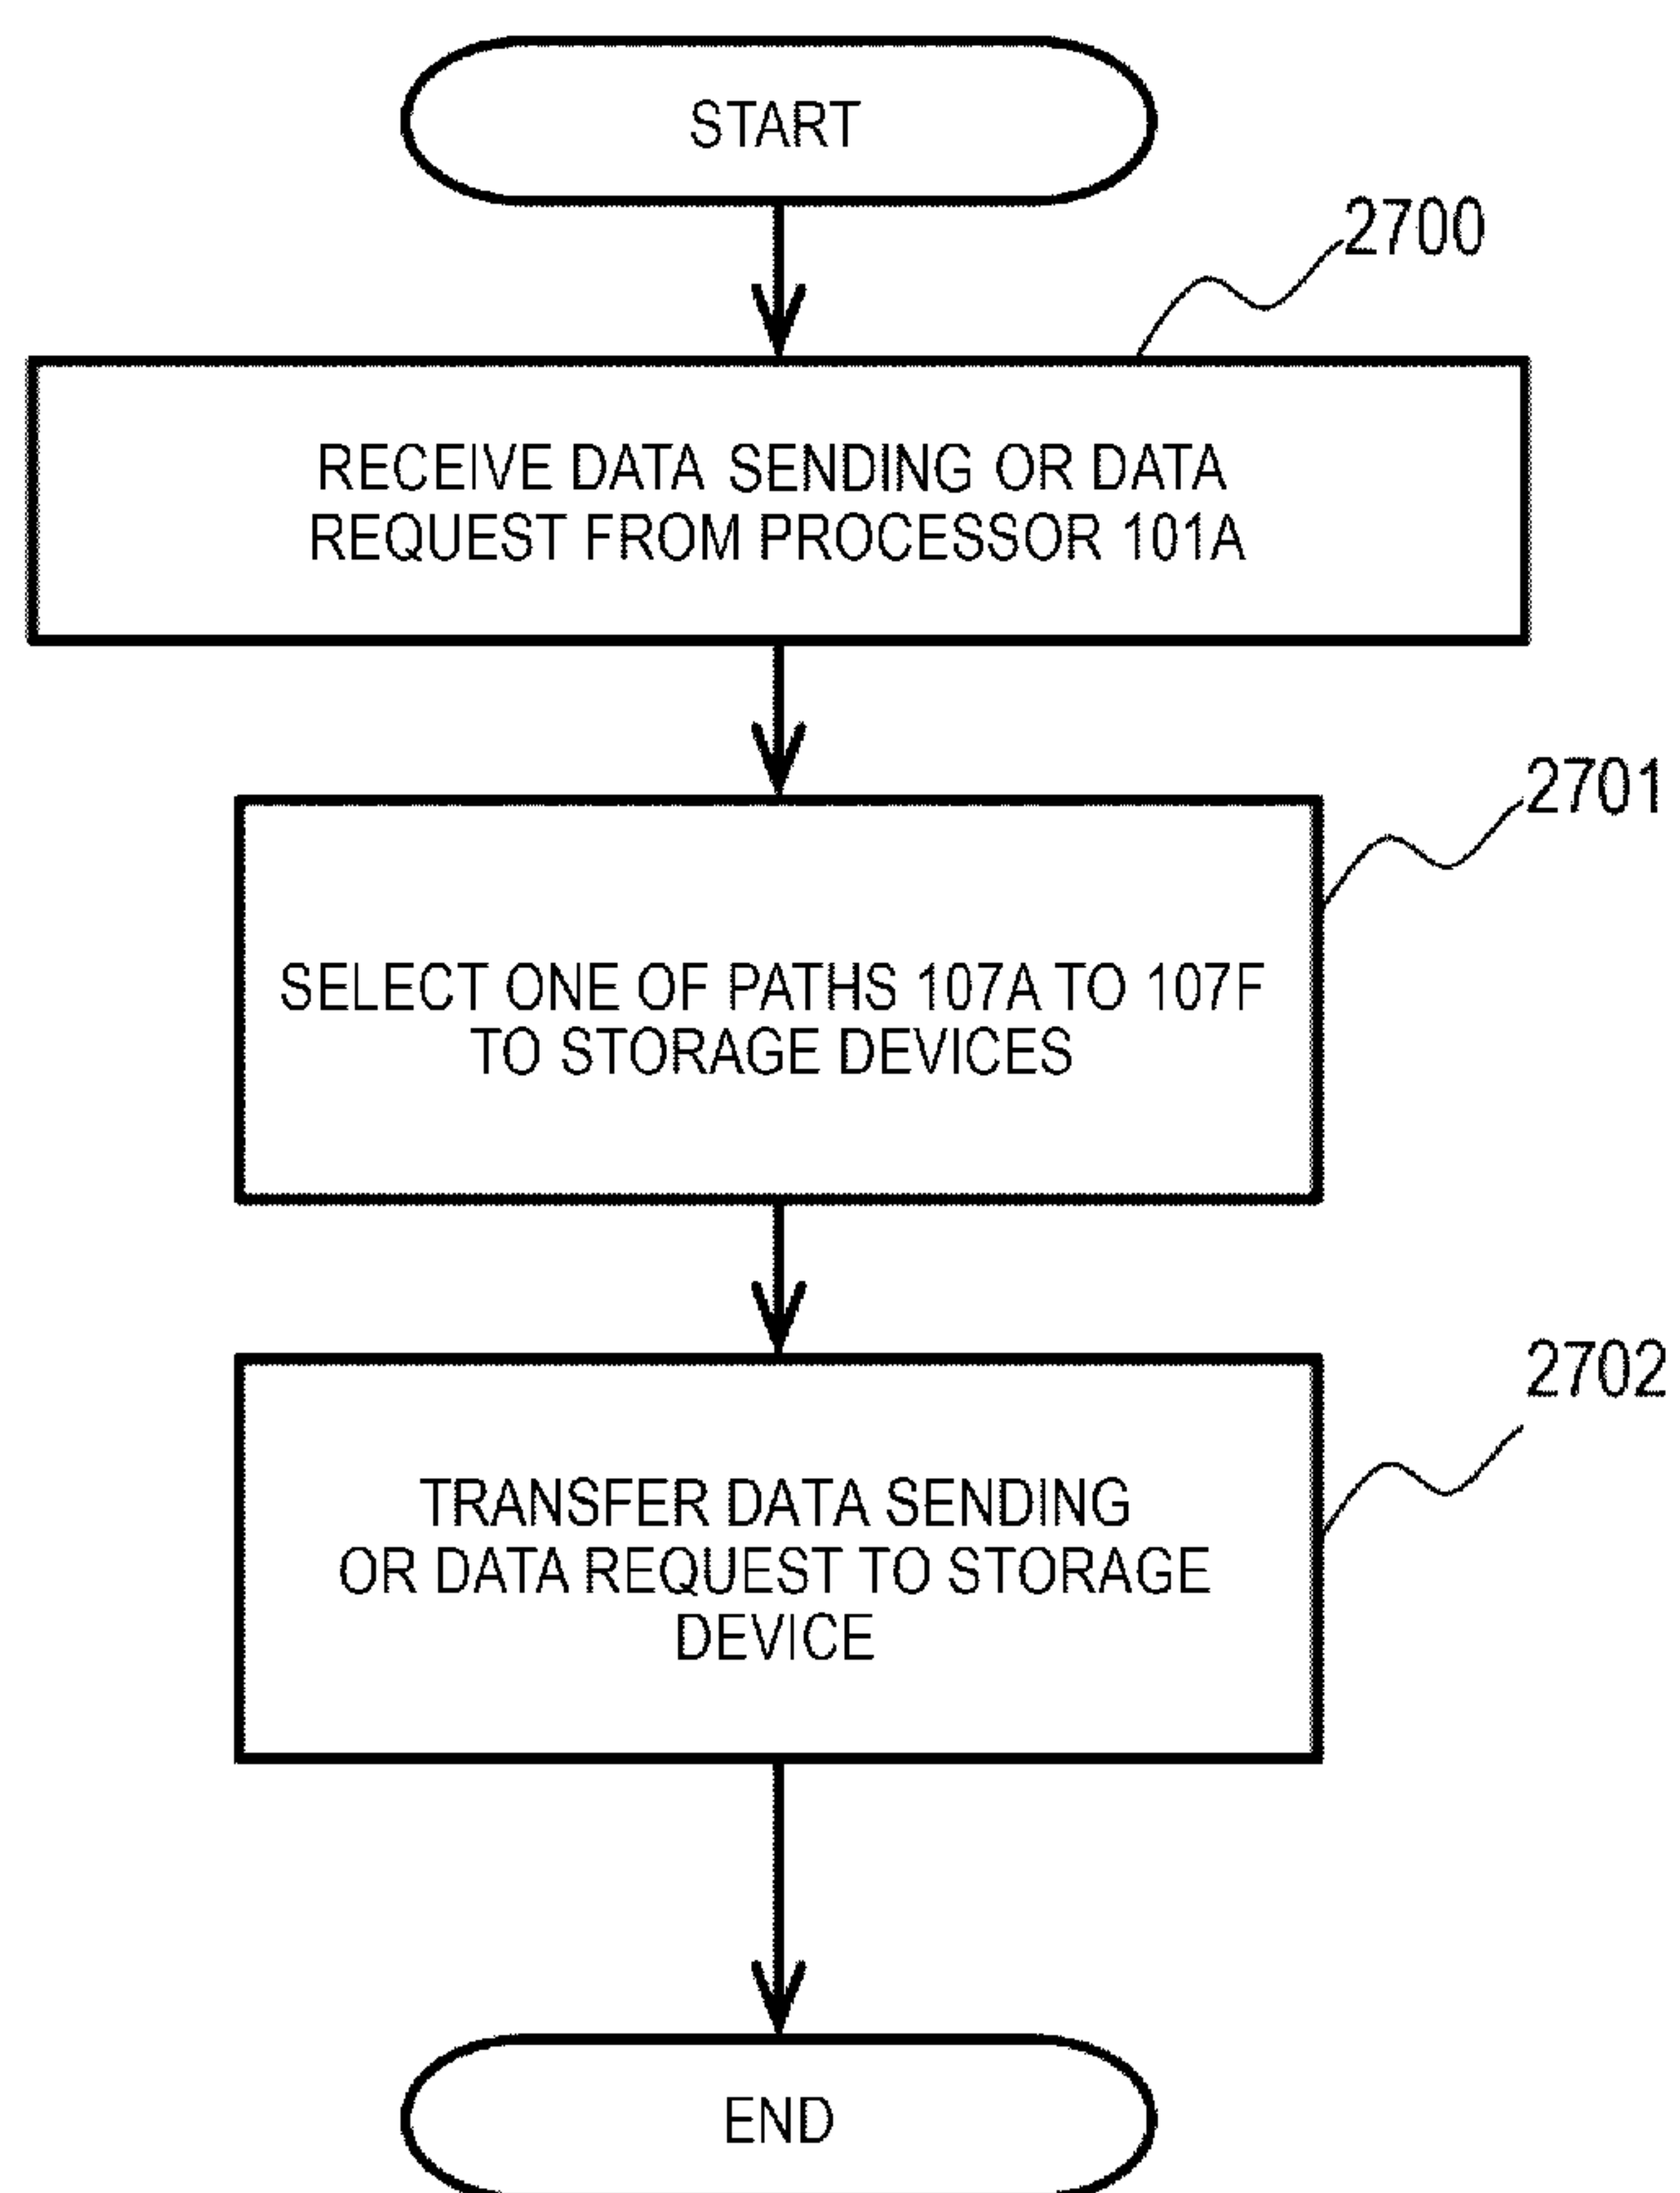 START
2700
RECEIVE DATA SENDING OR DATA
REQUEST FROM PROCESSOR 101A
2701
SELECT ONE OF PATHS 107A TO 107F
TO STORAGE DEVICES
2702
TRANSFER DATA SENDING
OR DATA REQUEST TO STORAGE
DEVICE
END